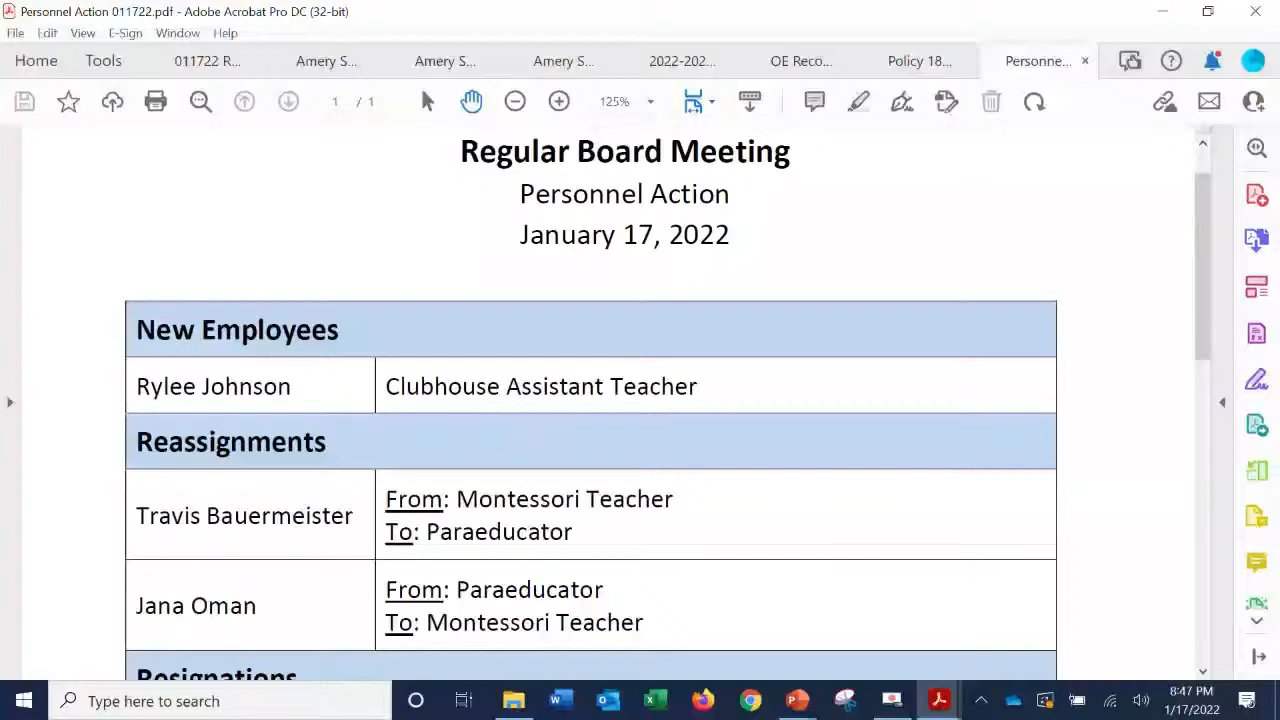 Personnel Action 011722.pdf - Adobe Acrobat Pro DC (32-bit)
File Edit View E-Sign Window Help
Home Tools 011722 R... Amery S... Amery S... Amery S... 2022-202... OE Reco... Policy 18... Personne... ×
1 / 1 125%
Regular Board Meeting
Personnel Action
January 17, 2022
New Employees
Rylee Johnson Clubhouse Assistant Teacher
Reassignments
Travis Bauermeister From: Montessori Teacher
To: Paraeducator
Jana Oman From: Paraeducator
To: Montessori Teacher
Resignations
Type here to search
8:47 PM
1/17/2022